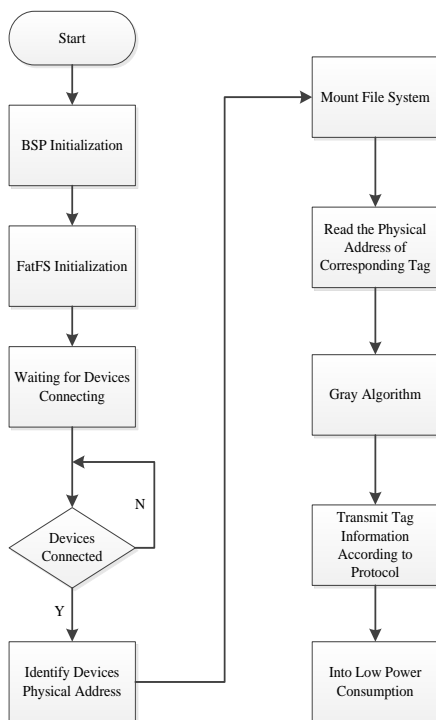 Start
BSP Initialization
FatFS Initialization
Waiting for Devices
Connecting
N
Devices
Connected
Y
Identify Devices
Physical Address
Mount File System
Read the Physical
Address of
Corresponding Tag
Gray Algorithm
Transmit Tag
Information
According to
Protocol
Into Low Power
Consumption